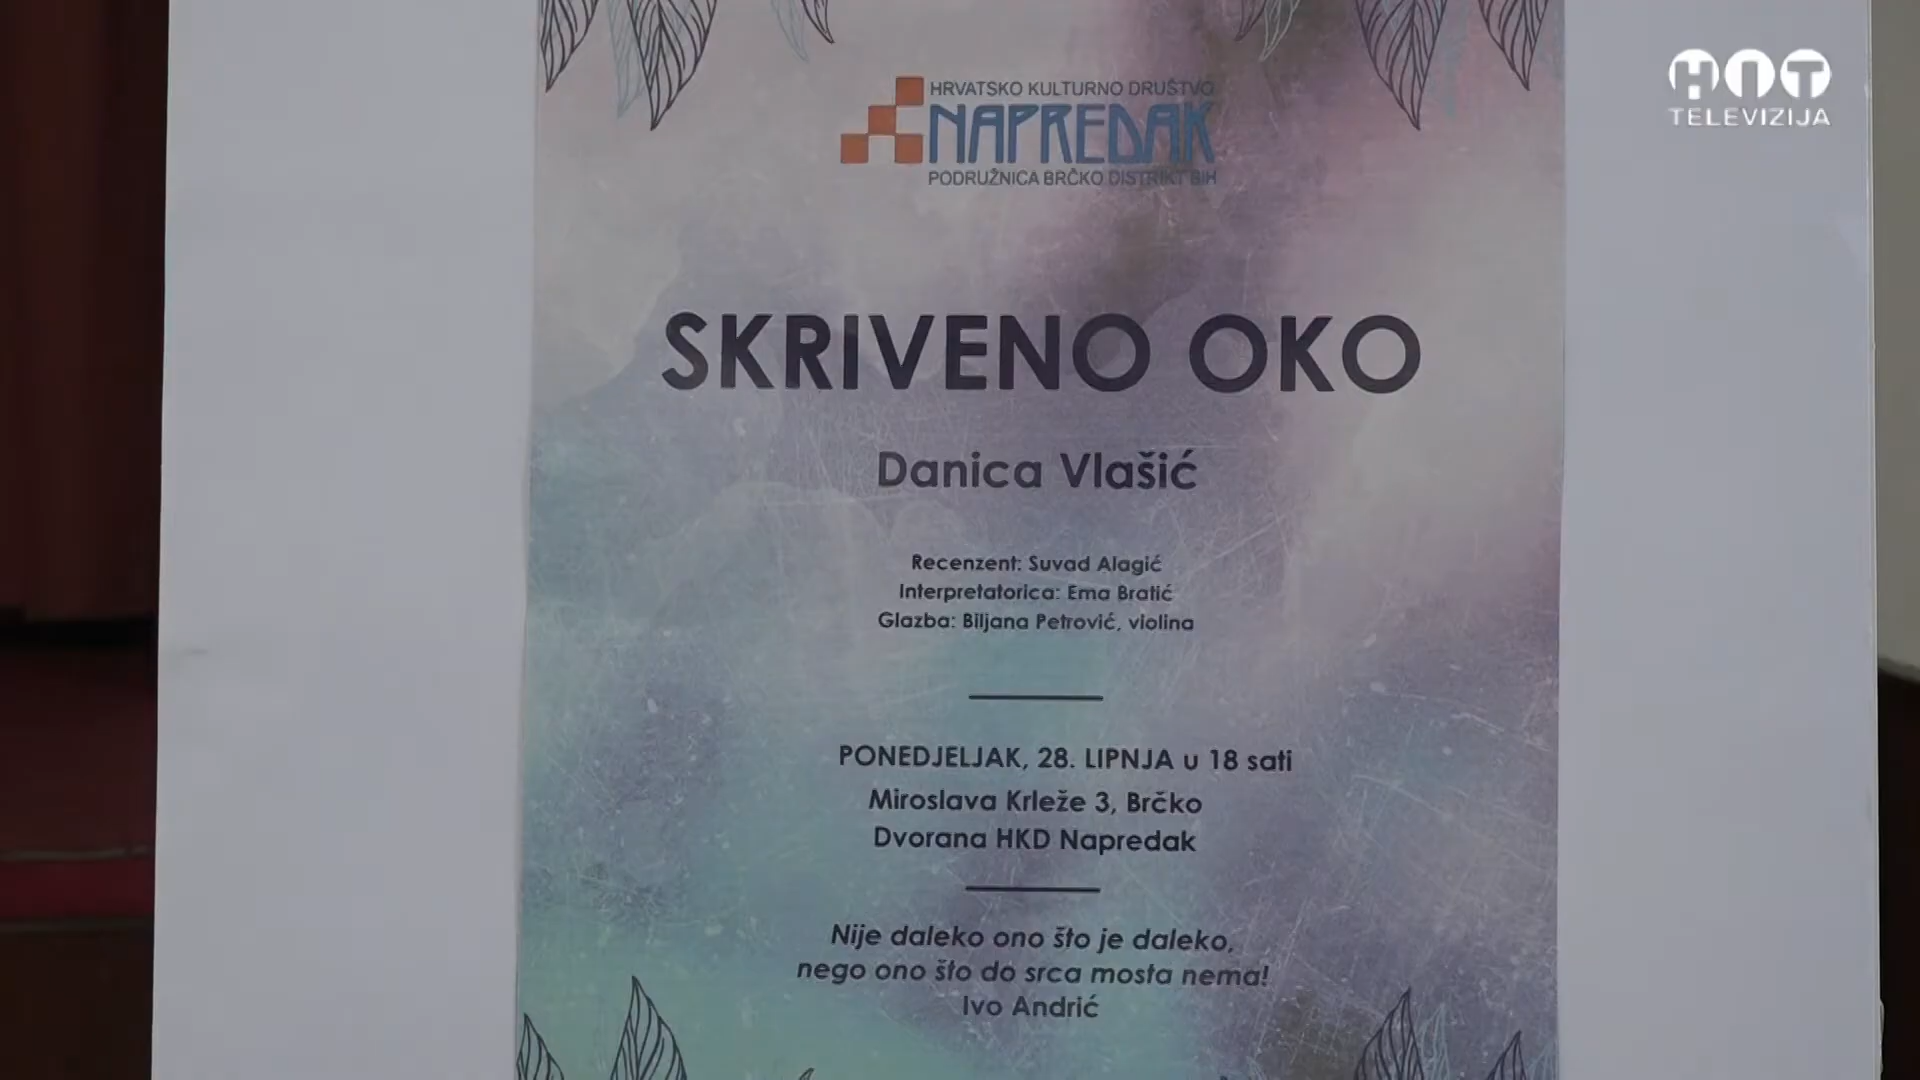 HRVATSKO KULTURNO DRUŠTVO
NAPREDAK
PODRUŽNICA BRČKO DISTRIKT BIH
HIT
TELEVIZIJA
SKRIVENO OKO
Danica Vlašić
Recenzent: Suvad Alagić
Interpretatorica: Ema Bratić
Glazba: Biljana Petrović, violina
PONEDJELJAK, 28. LIPNJA u 18 sati
Miroslava Krleže 3, Brčko
Dvorana HKD Napredak
Nije daleko ono što je daleko,
nego ono što do srca mosta nema!
Ivo Andrić